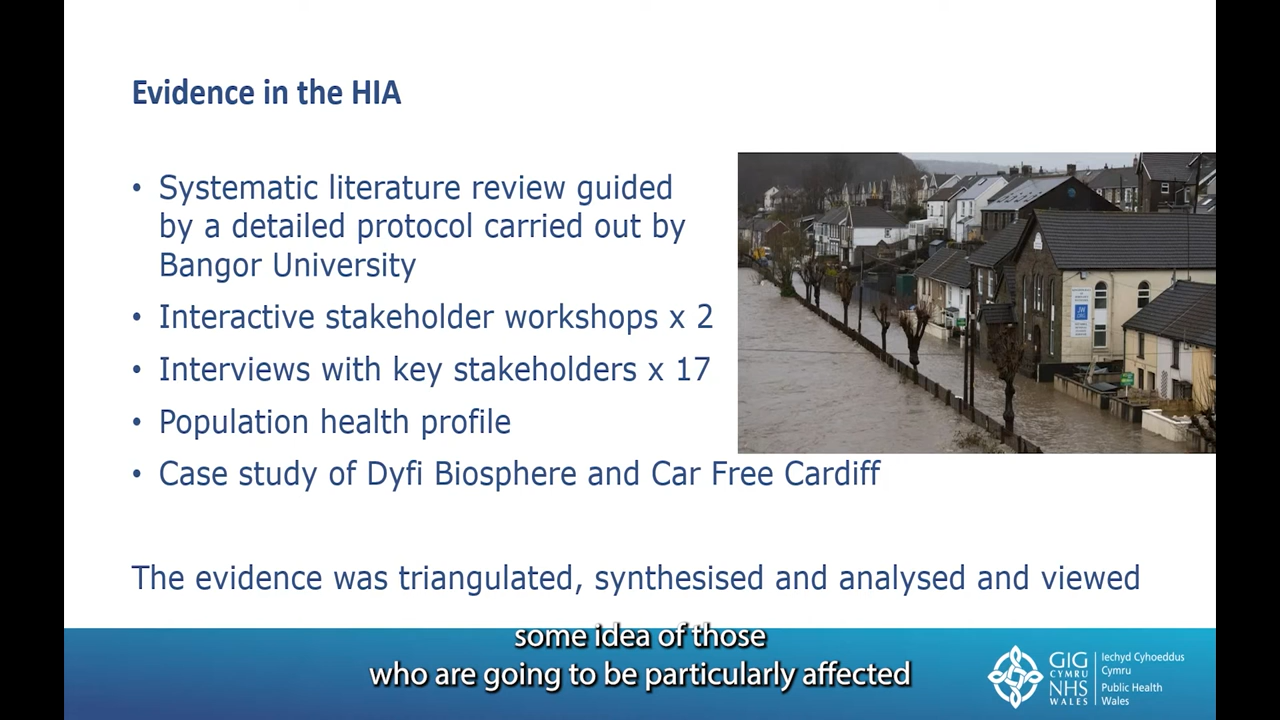 Evidence in the HIA
• Systematic literature review guided
by a detailed protocol carried out by
Bangor University
• Interactive stakeholder workshops x 2
• Interviews with key stakeholders x 17
• Population health profile
• Case study of Dyfi Biosphere and Car Free Cardiff
The evidence was triangulated, synthesised and analysed and viewed
some idea of those
who are going to be particularly affected
GIG
CYMRU
NHS
WALES
Iechyd Cyhoeddus
Cymru
Public Health
Wales